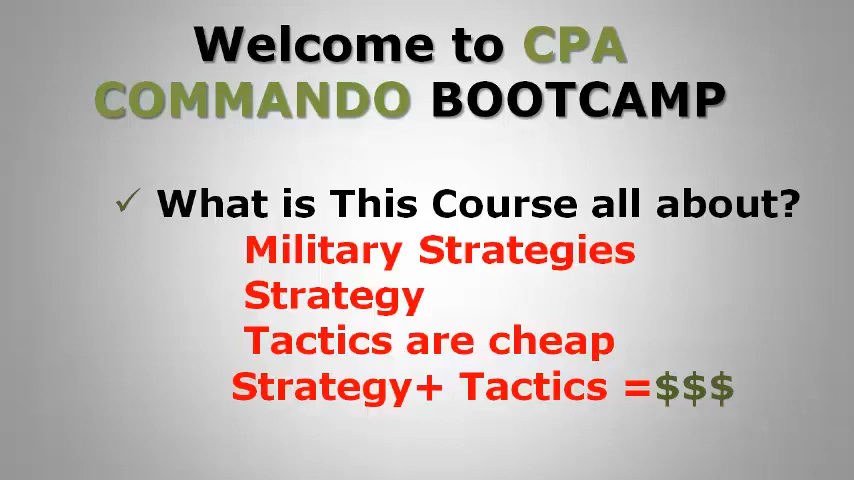 Welcome to CPA
COMMANDO BOOTCAMP
✓ What is This Course all about?
Military Strategies
Strategy
Tactics are cheap
Strategy+ Tactics =$$$